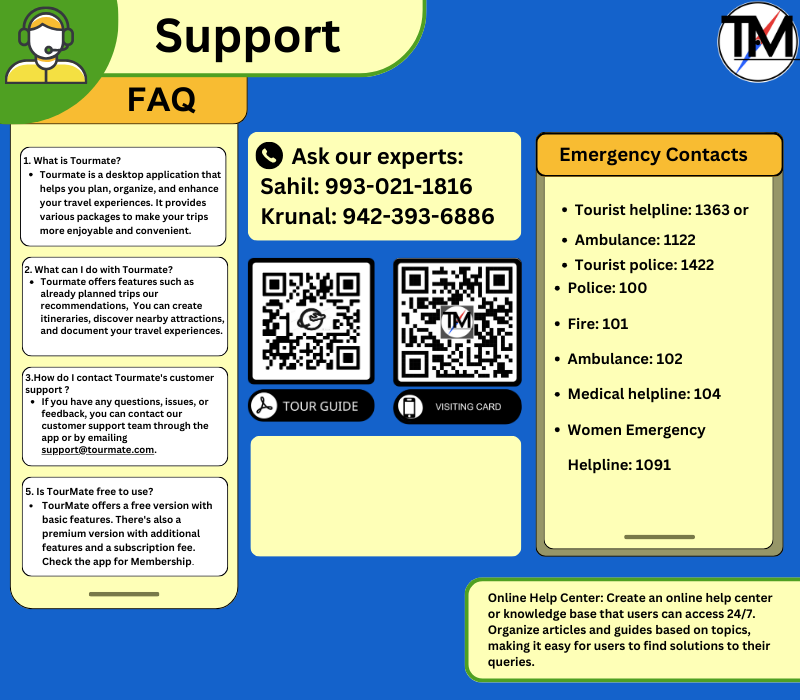 Support
TM
FAQ
1. What is Tourmate?
• Tourmate is a desktop application that
helps you plan, organize, and enhance
your travel experiences. It provides
various packages to make your trips
more enjoyable and convenient.
2. What can I do with Tourmate?
• Tourmate offers features such as
already planned trips our
recommendations, You can create
itineraries, discover nearby attractions,
and document your travel experiences.
3.How do I contact Tourmate's customer
support ?
• If you have any questions, issues, or
feedback, you can contact our
customer support team through the
app or by emailing
support@tourmate.com.
5. Is TourMate free to use?
• TourMate offers a free version with
basic features. There's also a
premium version with additional
features and a subscription fee.
Check the app for Membership.
Ask our experts:
Sahil: 993-021-1816
Krunal: 942-393-6886
TM
TOUR GUIDE
VISITING CARD
Emergency Contacts
• Tourist helpline: 1363 or
• Ambulance: 1122
• Tourist police: 1422
• Police: 100
• Fire: 101
• Ambulance: 102
• Medical helpline: 104
• Women Emergency
Helpline: 1091
Online Help Center: Create an online help center
or knowledge base that users can access 24/7.
Organize articles and guides based on topics,
making it easy for users to find solutions to their
queries.